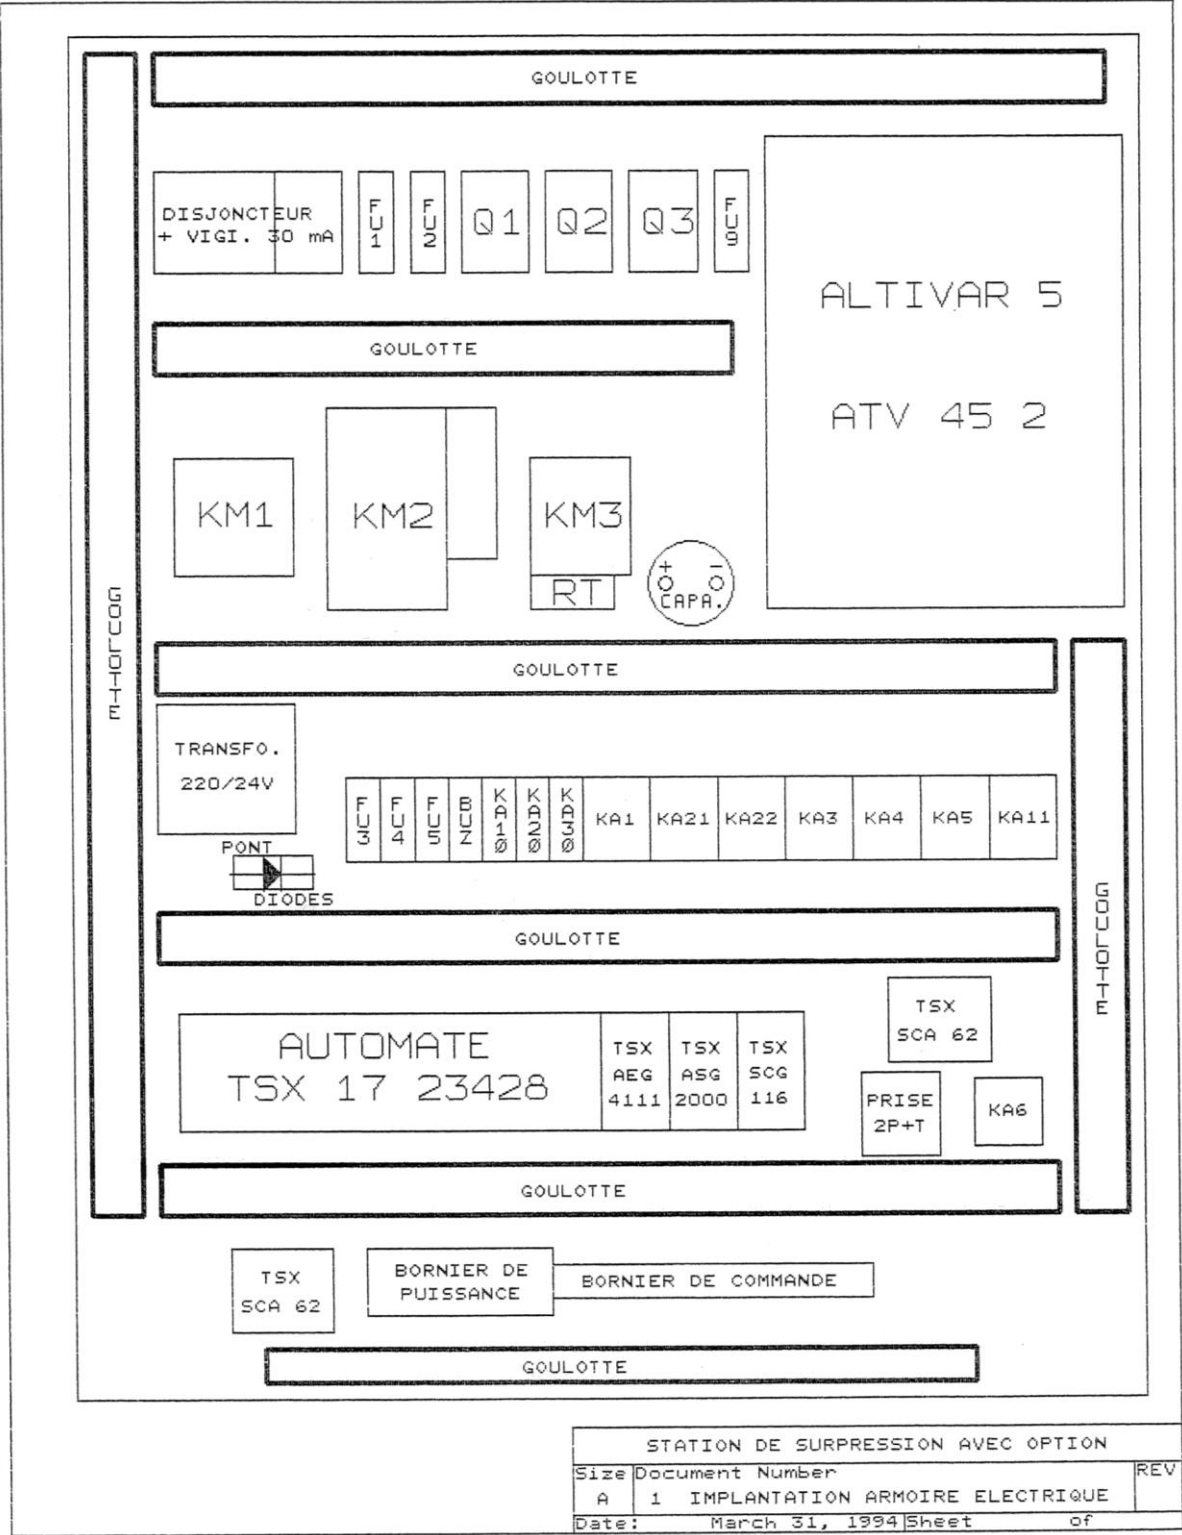 GOULOTTE
GOULOTTE
DISJONCTEUR
+ VIGI. 30 mA
FU1
FU2
Q1
Q2
Q3
FU9
ALTIVAR 5
ATV 45 2
GOULOTTE
KM1
KM2
KM3
RT
+ -
CAPA.
GOULOTTE
TRANSFO.
220/24V
PONT
DIODES
FU3
FU4
FU5
BUZ
KA10
KA20
KA30
KA1
KA21
KA22
KA3
KA4
KA5
KA11
GOULOTTE
GOULOTTE
AUTOMATE
TSX 17 23428
TSX
AEG
4111
TSX
ASG
2000
TSX
SCG
116
TSX
SCA 62
PRISE
2P+T
KA6
GOULOTTE
TSX
SCA 62
BORNIER DE
PUISSANCE
BORNIER DE COMMANDE
GOULOTTE
STATION DE SURPRESSION AVEC OPTION
Size Document Number REV
A 1 IMPLANTATION ARMOIRE ELECTRIQUE
Date: March 31, 1994 Sheet of